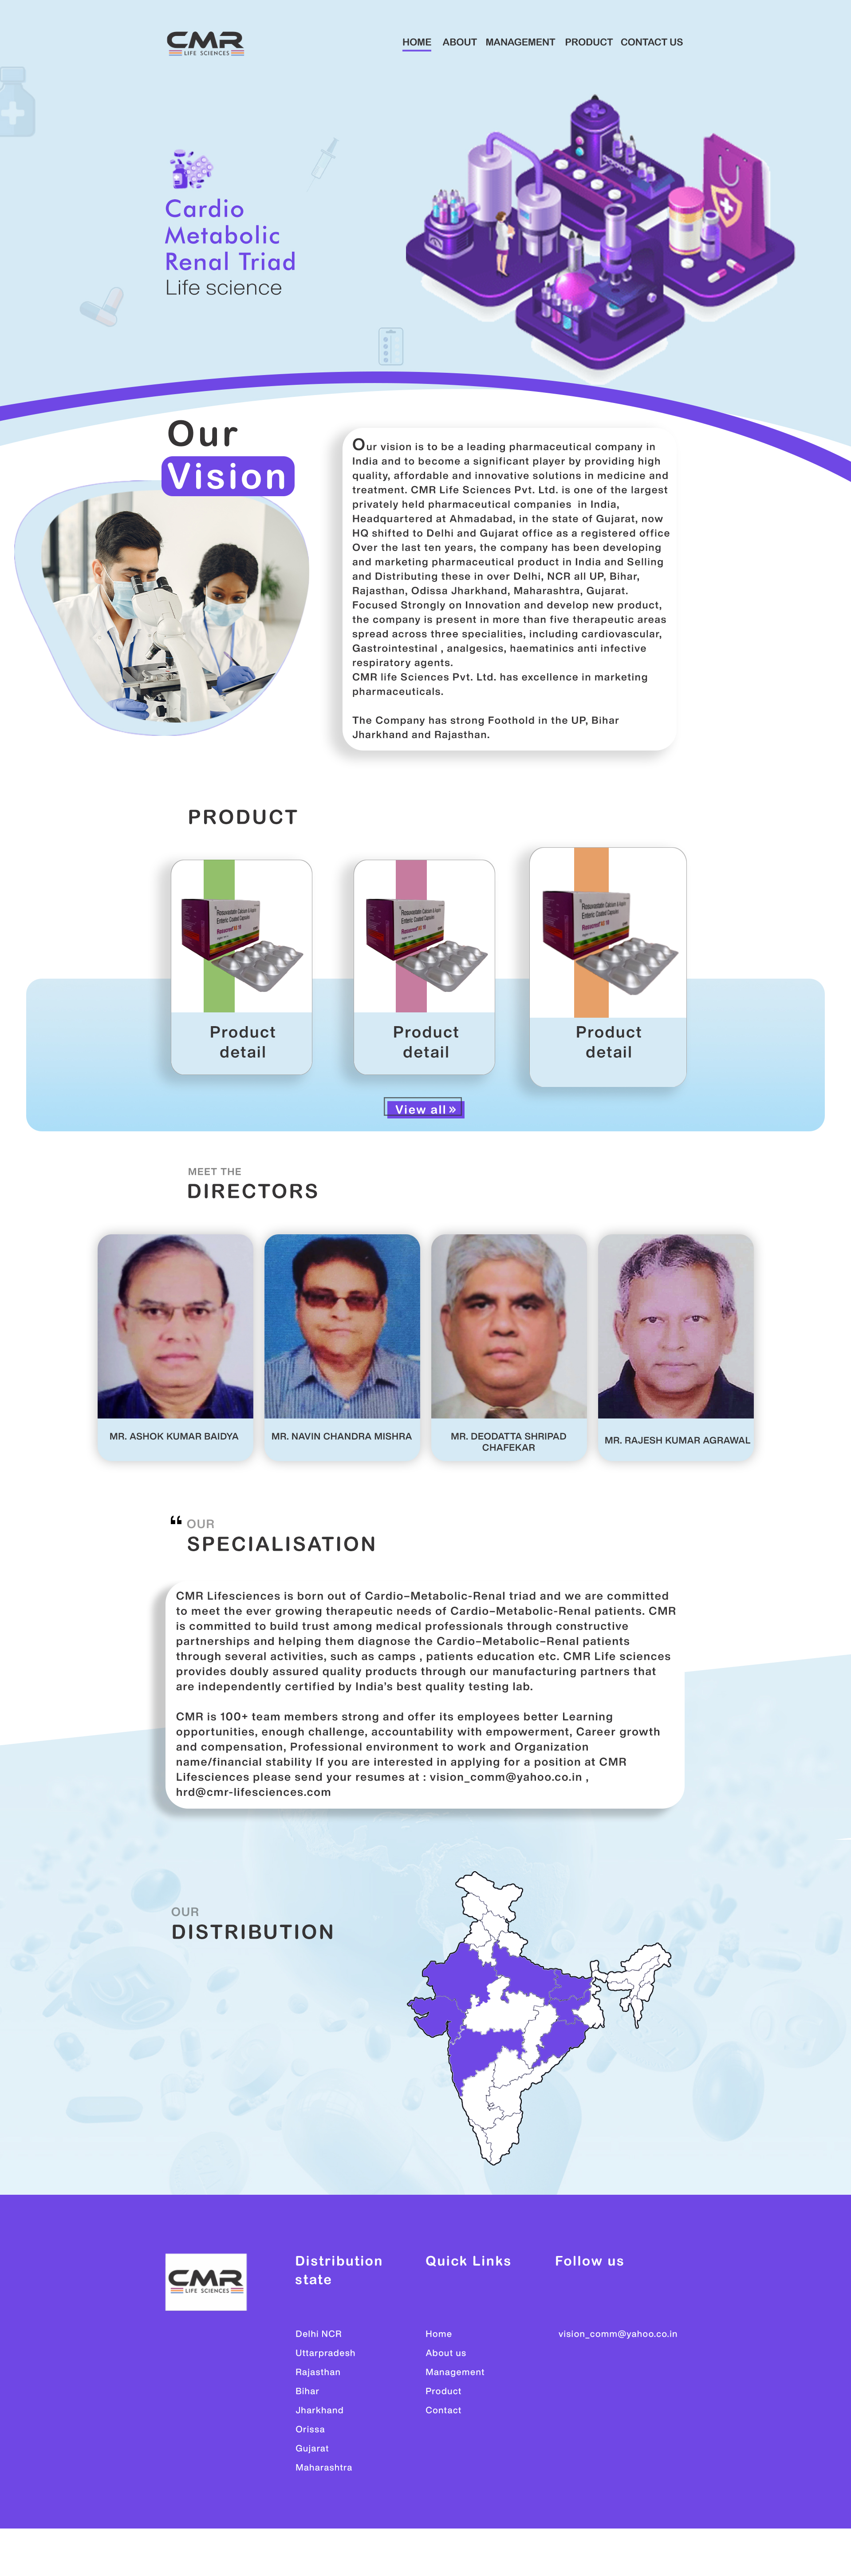 CMR
LIFE SCIENCES
HOME ABOUT MANAGEMENT PRODUCT CONTACT US
Cardio
Metabolic
Renal Triad
Life science
Our
Vision
Our vision is to be a leading pharmaceutical company in
India and to become a significant player by providing high
quality, affordable and innovative solutions in medicine and
treatment. CMR Life Sciences Pvt. Ltd. is one of the largest
privately held pharmaceutical companies in India,
Headquartered at Ahmadabad, in the state of Gujarat, now
HQ shifted to Delhi and Gujarat office as a registered office
Over the last ten years, the company has been developing
and marketing pharmaceutical product in India and Selling
and Distributing these in over Delhi, NCR all UP, Bihar,
Rajasthan, Odissa Jharkhand, Maharashtra, Gujarat.
Focused Strongly on Innovation and develop new product,
the company is present in more than five therapeutic areas
spread across three specialities, including cardiovascular,
Gastrointestinal , analgesics, haematinics anti infective
respiratory agents.
CMR life Sciences Pvt. Ltd. has excellence in marketing
pharmaceuticals.
The Company has strong Foothold in the UP, Bihar
Jharkhand and Rajasthan.
PRODUCT
Product
detail
Product
detail
Product
detail
View all »
MEET THE
DIRECTORS
MR. ASHOK KUMAR BAIDYA
MR. NAVIN CHANDRA MISHRA
MR. DEODATTA SHRIPAD
CHAFEKAR
MR. RAJESH KUMAR AGRAWAL
“ OUR
SPECIALISATION
CMR Lifesciences is born out of Cardio–Metabolic-Renal triad and we are committed
to meet the ever growing therapeutic needs of Cardio–Metabolic-Renal patients. CMR
is committed to build trust among medical professionals through constructive
partnerships and helping them diagnose the Cardio–Metabolic–Renal patients
through several activities, such as camps , patients education etc. CMR Life sciences
provides doubly assured quality products through our manufacturing partners that
are independently certified by India's best quality testing lab.
CMR is 100+ team members strong and offer its employees better Learning
opportunities, enough challenge, accountability with empowerment, Career growth
and compensation, Professional environment to work and Organization
name/financial stability If you are interested in applying for a position at CMR
Lifesciences please send your resumes at : vision_comm@yahoo.co.in ,
hrd@cmr-lifesciences.com
OUR
DISTRIBUTION
CMR
LIFE SCIENCES
Distribution
state
Delhi NCR
Uttarpradesh
Rajasthan
Bihar
Jharkhand
Orissa
Gujarat
Maharashtra
Quick Links
Home
About us
Management
Product
Contact
Follow us
vision_comm@yahoo.co.in